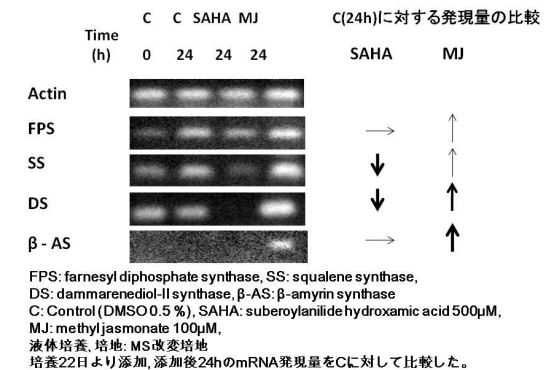 C C SAHA MJ C(24h)に対する発現量の比較
Time
(h) 0 24 24 24 SAHA MJ
Actin
FPS
SS
DS
β - AS
FPS: farnesyl diphosphate synthase, SS: squalene synthase,
DS: dammarenediol-II synthase, β-AS: β-amyrin synthase
C: Control (DMSO 0.5 %), SAHA: suberoylanilide hydroxamic acid 500μM,
MJ: methyl jasmonate 100μM,
液体培養, 培地: MS改変培地
培養22日より添加, 添加後24hのmRNA発現量をCに対して比較した。